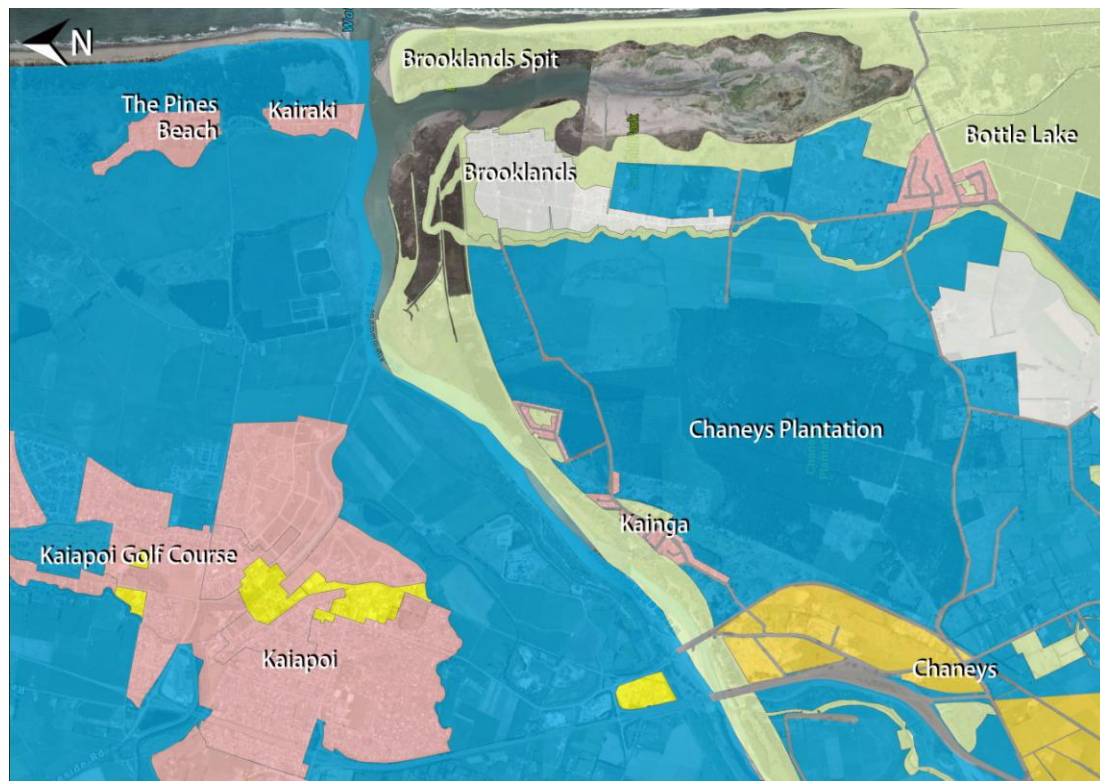 N
Brooklands Spit
The Pines
Beach
Kairaki
Bottle Lake
Brooklands
Chaneys Plantation
Kainga
Kaiapoi Golf Course
Kaiapoi
Chaneys